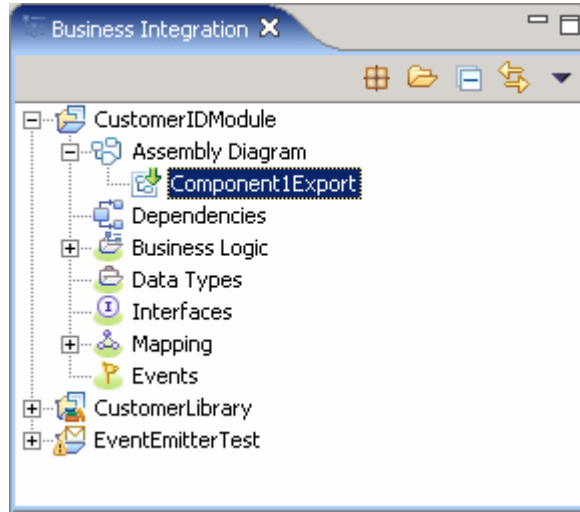 Business Integration
CustomerIDModule
Assembly Diagram
Component1Export
Dependencies
Business Logic
Data Types
Interfaces
Mapping
Events
CustomerLibrary
EventEmitterTest